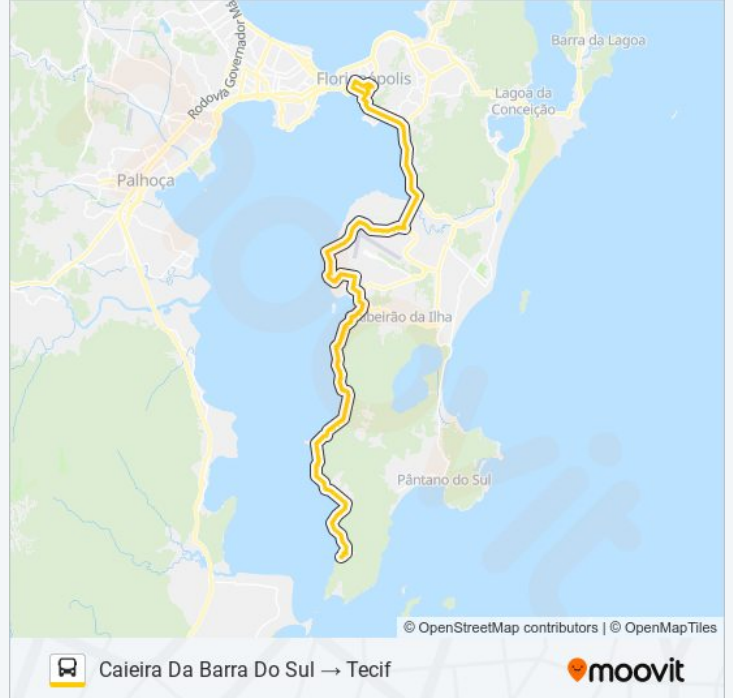 Barra da Lagoa
Rodovia Governador Má
Florianópolis
Lagoa da
Conceição
Palhoça
Ribeirão da Ilha
Pântano do Sul
© OpenStreetMap contributors | © OpenMapTiles
Caieira Da Barra Do Sul → Tecif
moovit